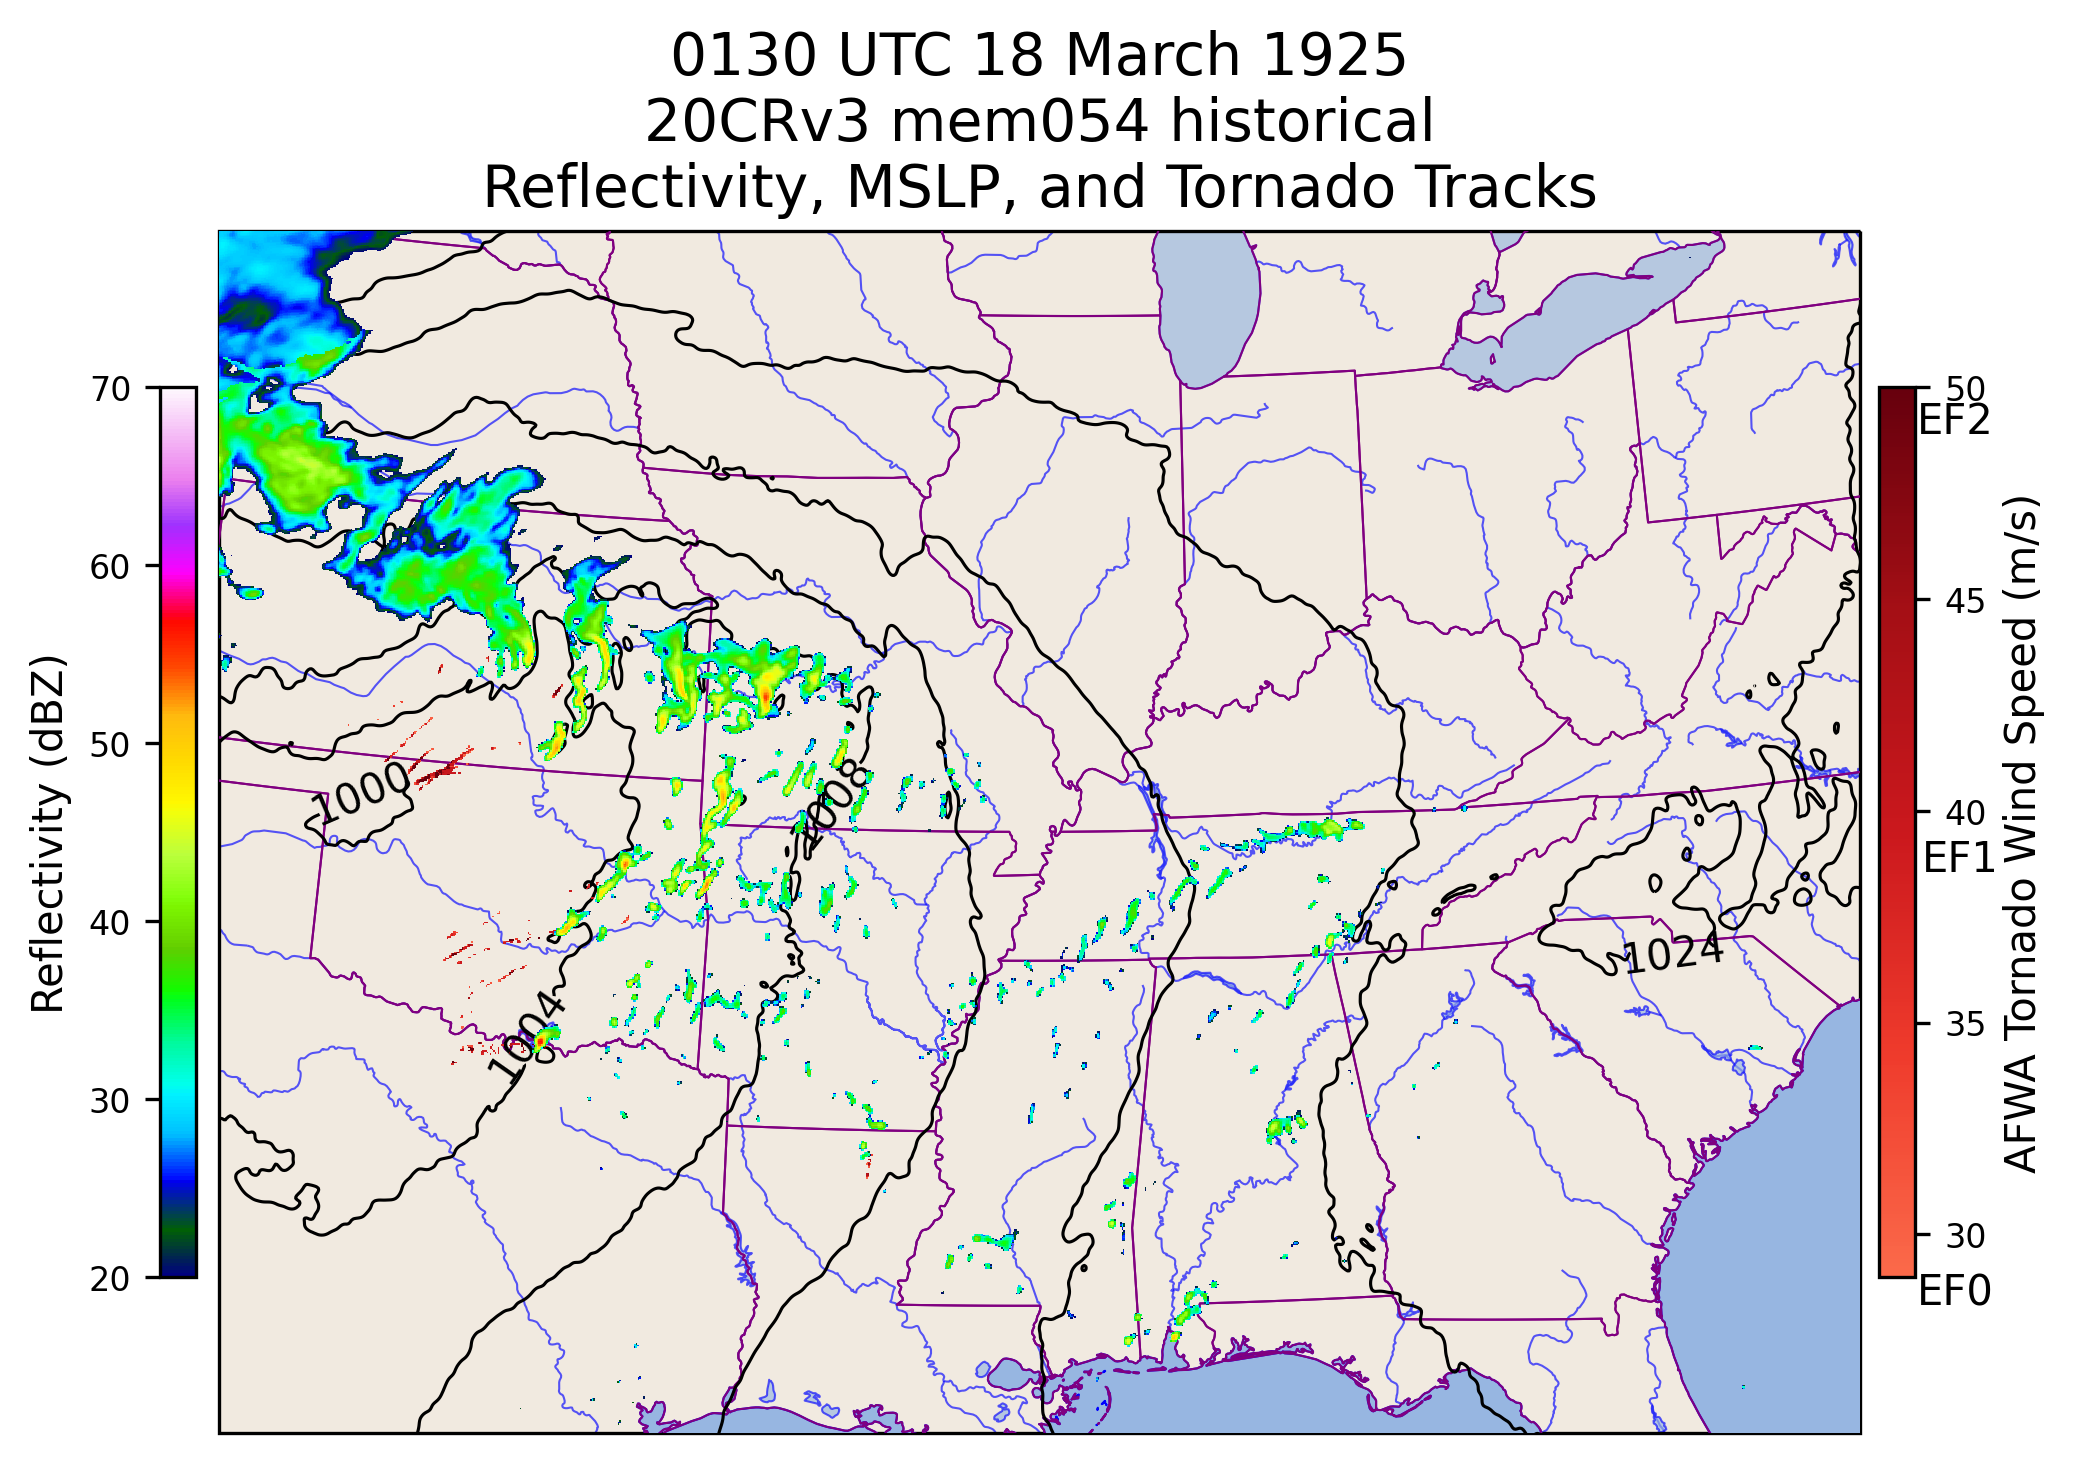 0130 UTC 18 March 1925
20CRv3 mem054 historical
Reflectivity, MSLP, and Tornado Tracks
Reflectivity (dBZ)
70
60
50
40
30
20
1000
1008
1004
1024
50
EF2
45
40
EF1
35
30
EF0
AFWA Tornado Wind Speed (m/s)